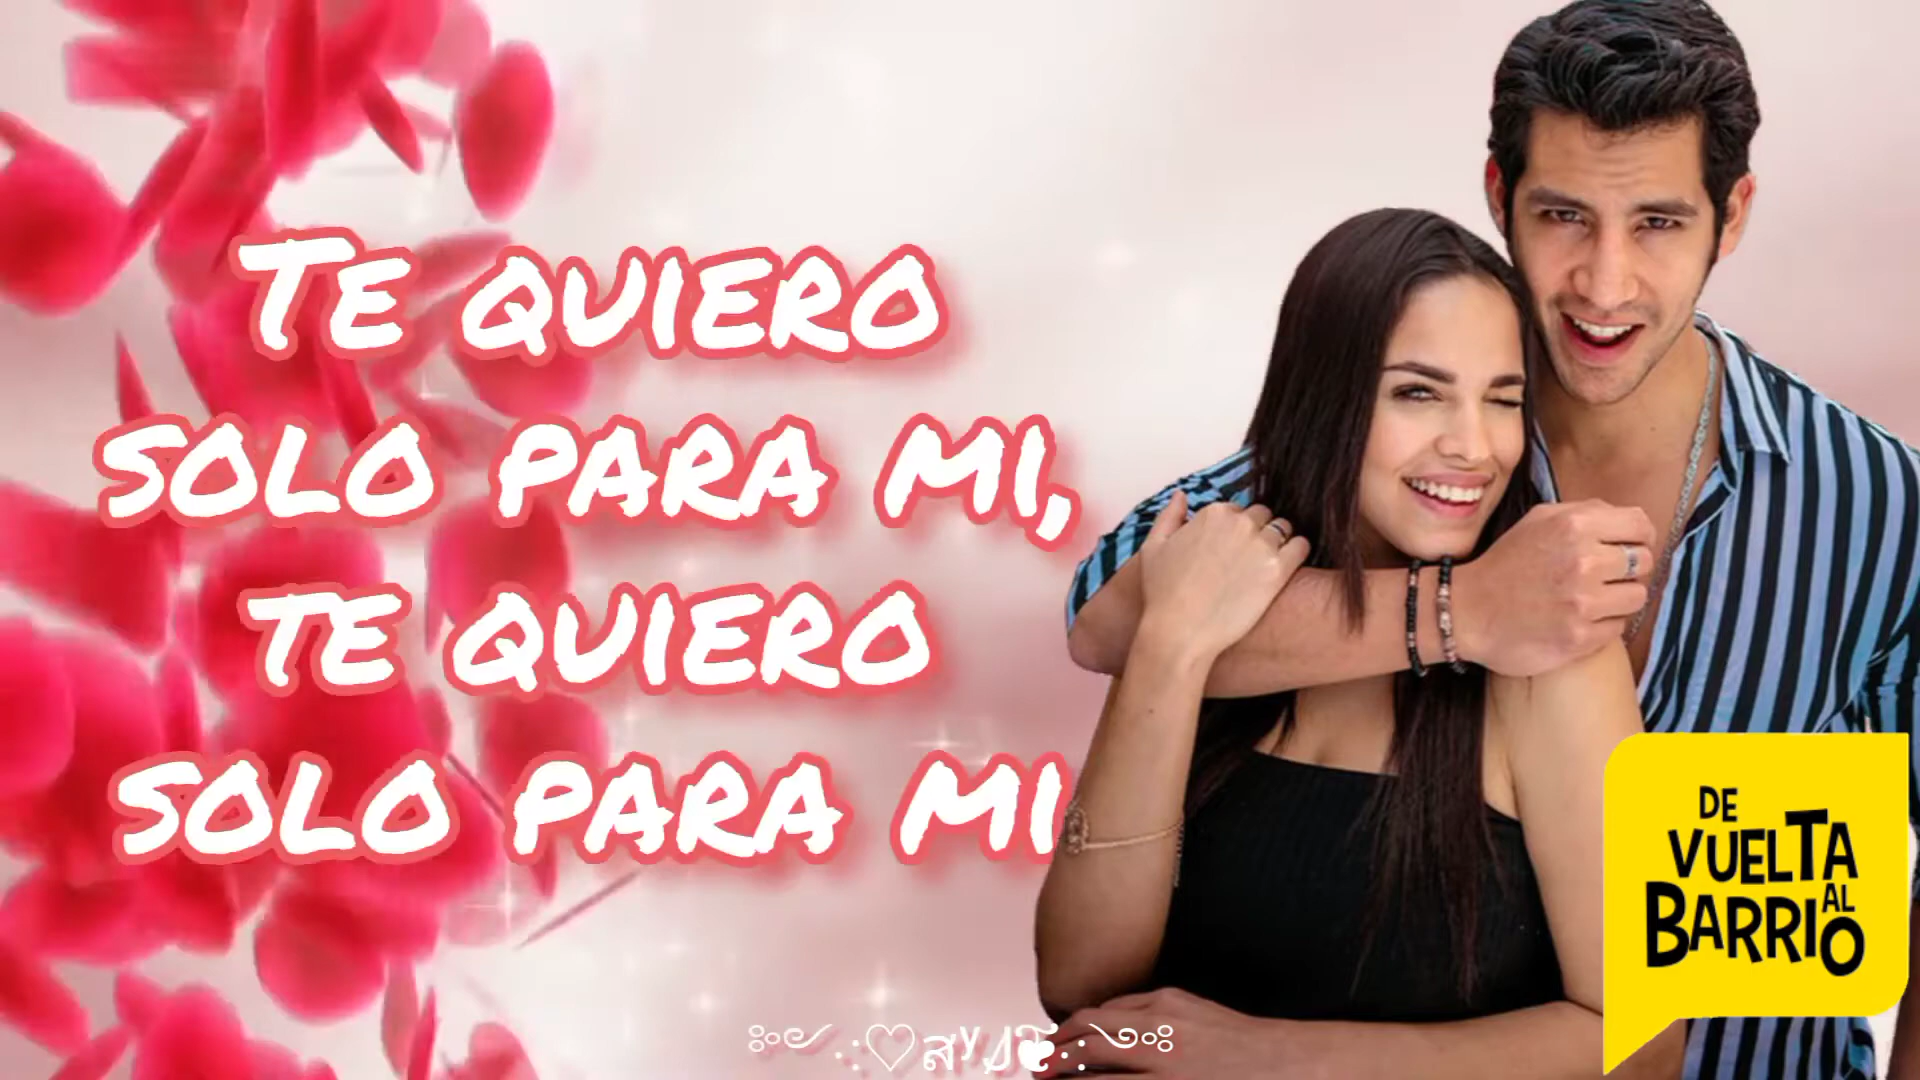 Te quiero
solo para mi,
te quiero
solo para mi
DE
VUELTA
AL
BARRIO